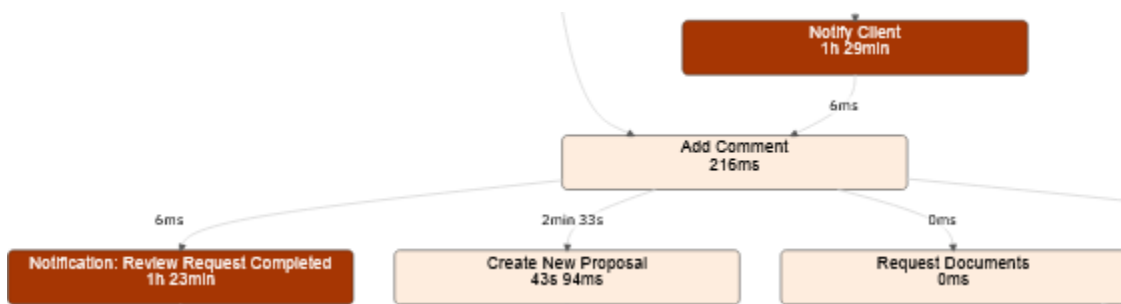 Notify Client
1h 29min
6ms
Add Comment
216ms
6ms
2min 33s
0ms
Notification: Review Request Completed
1h 23min
Create New Proposal
43s 94ms
Request Documents
0ms